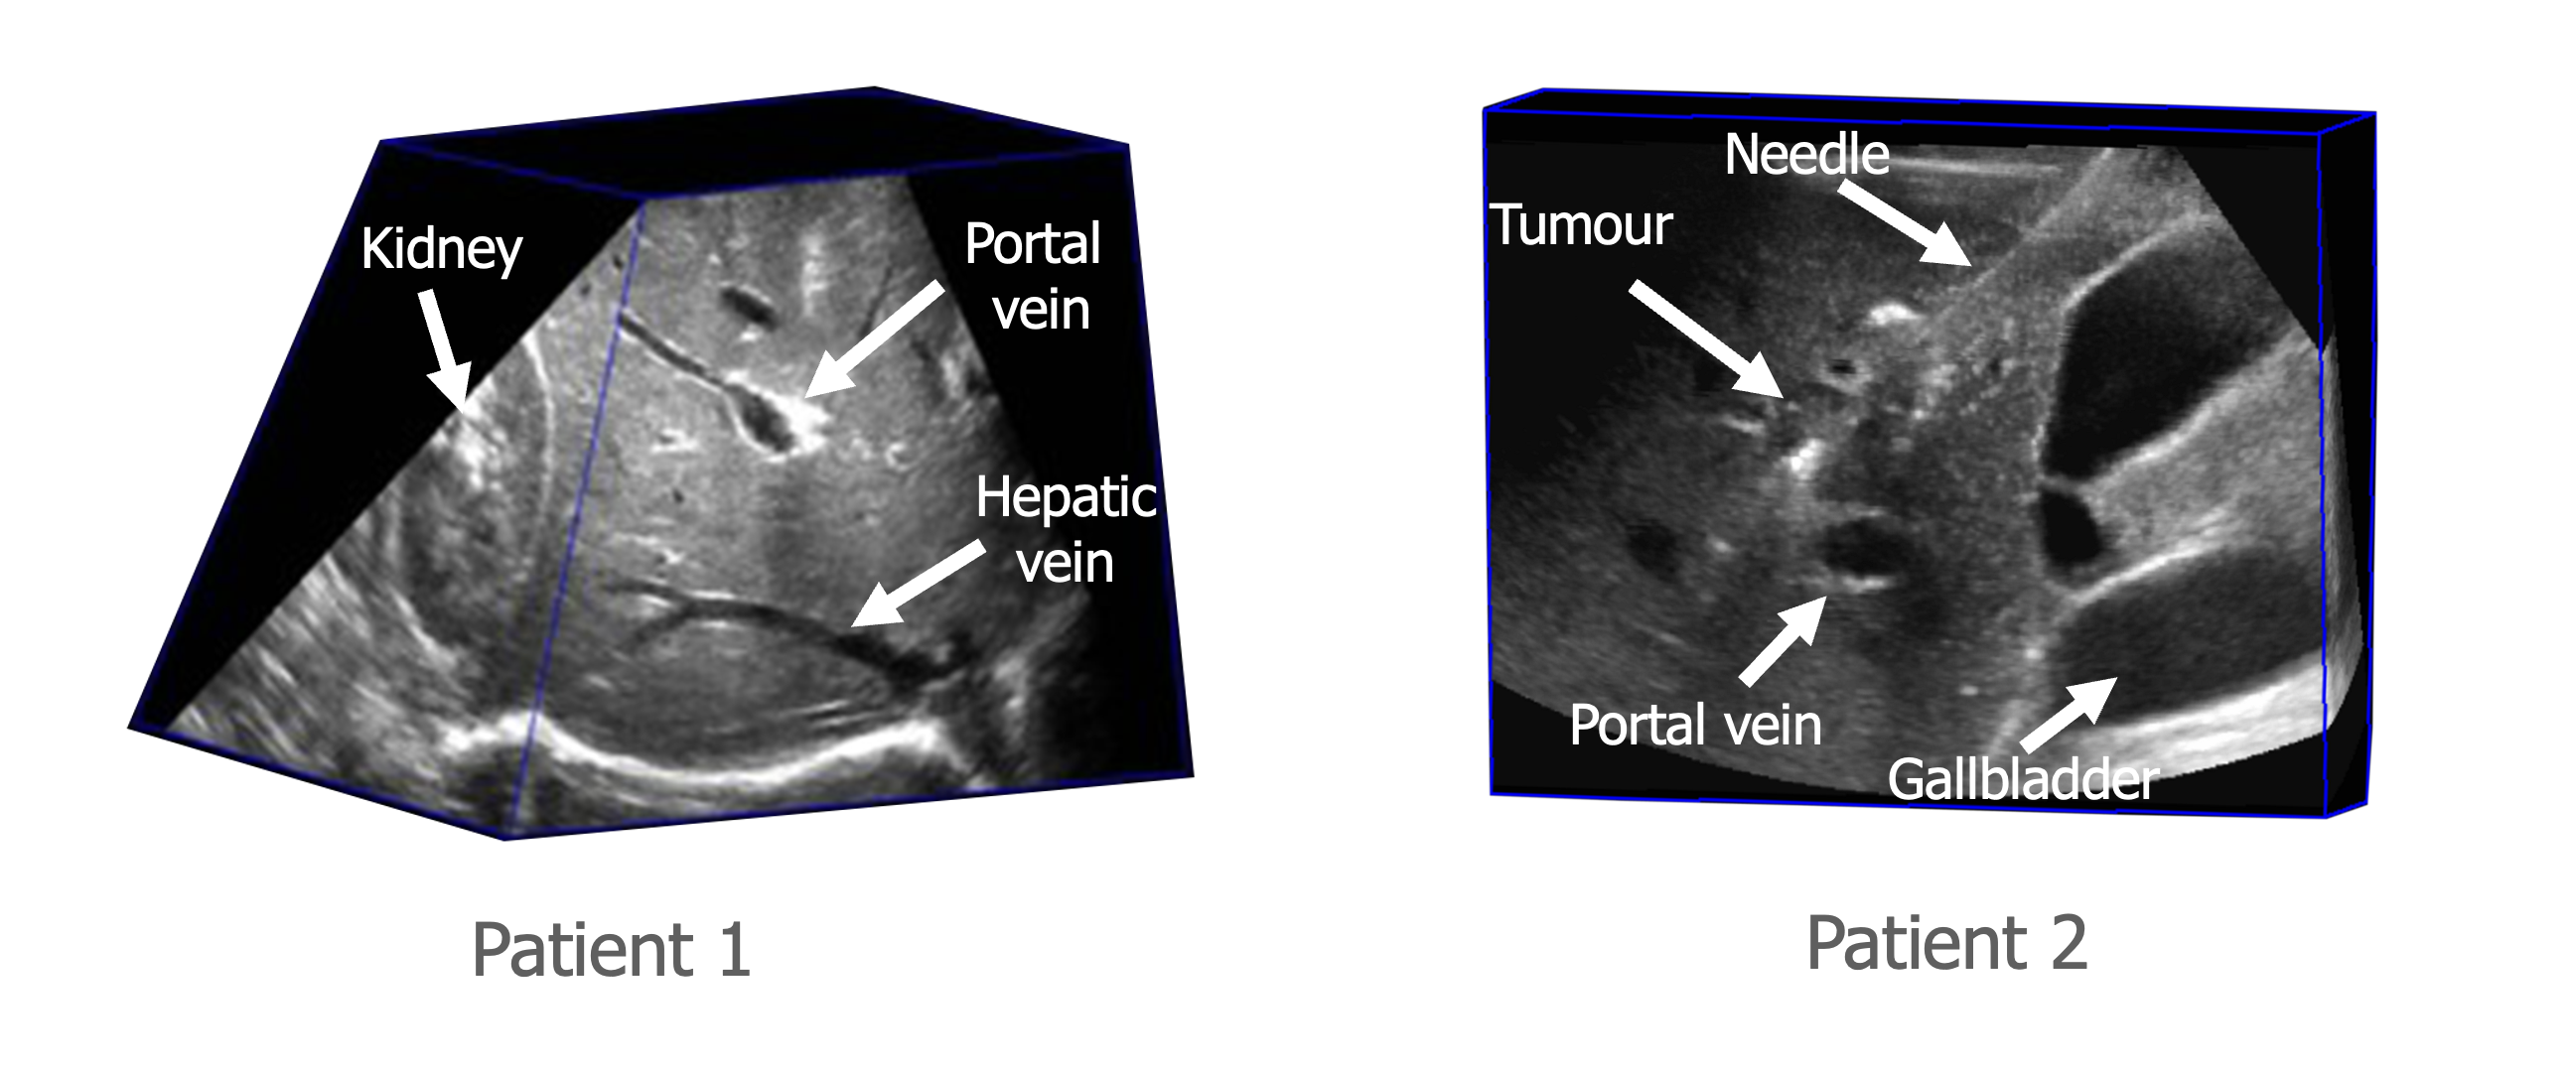 Kidney
Portal
vein
Hepatic
vein
Patient 1
Needle
Tumour
Portal vein
Gallbladder
Patient 2